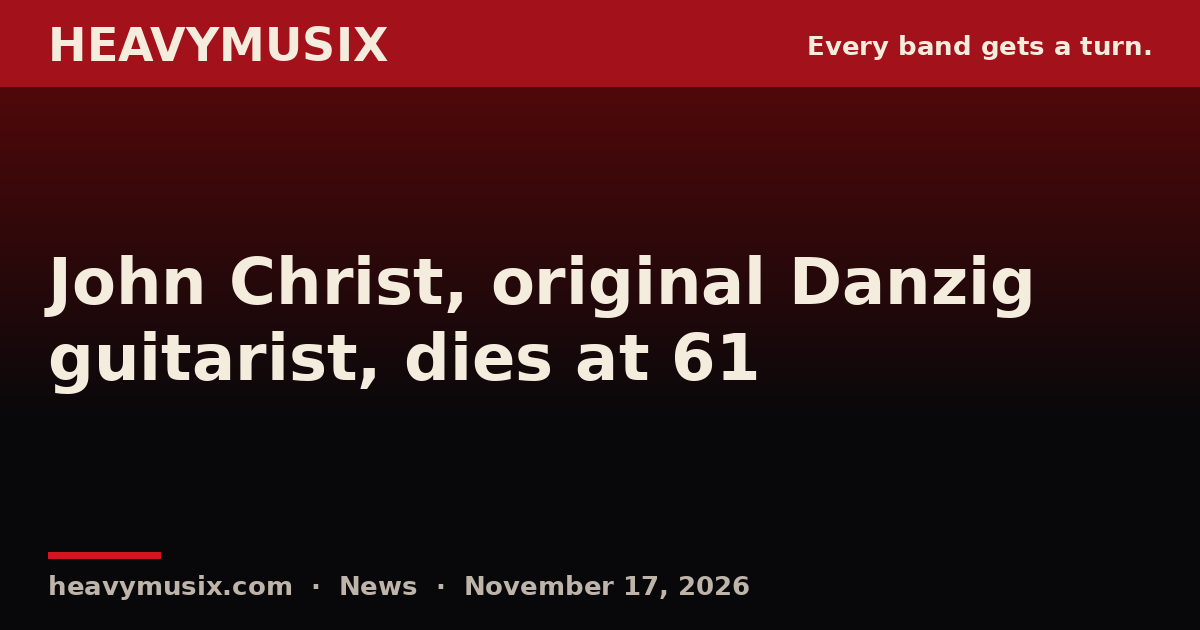 HEAVYMUSIX
Every band gets a turn.
John Christ, original Danzig
guitarist, dies at 61
heavymusix.com · News · November 17, 2026